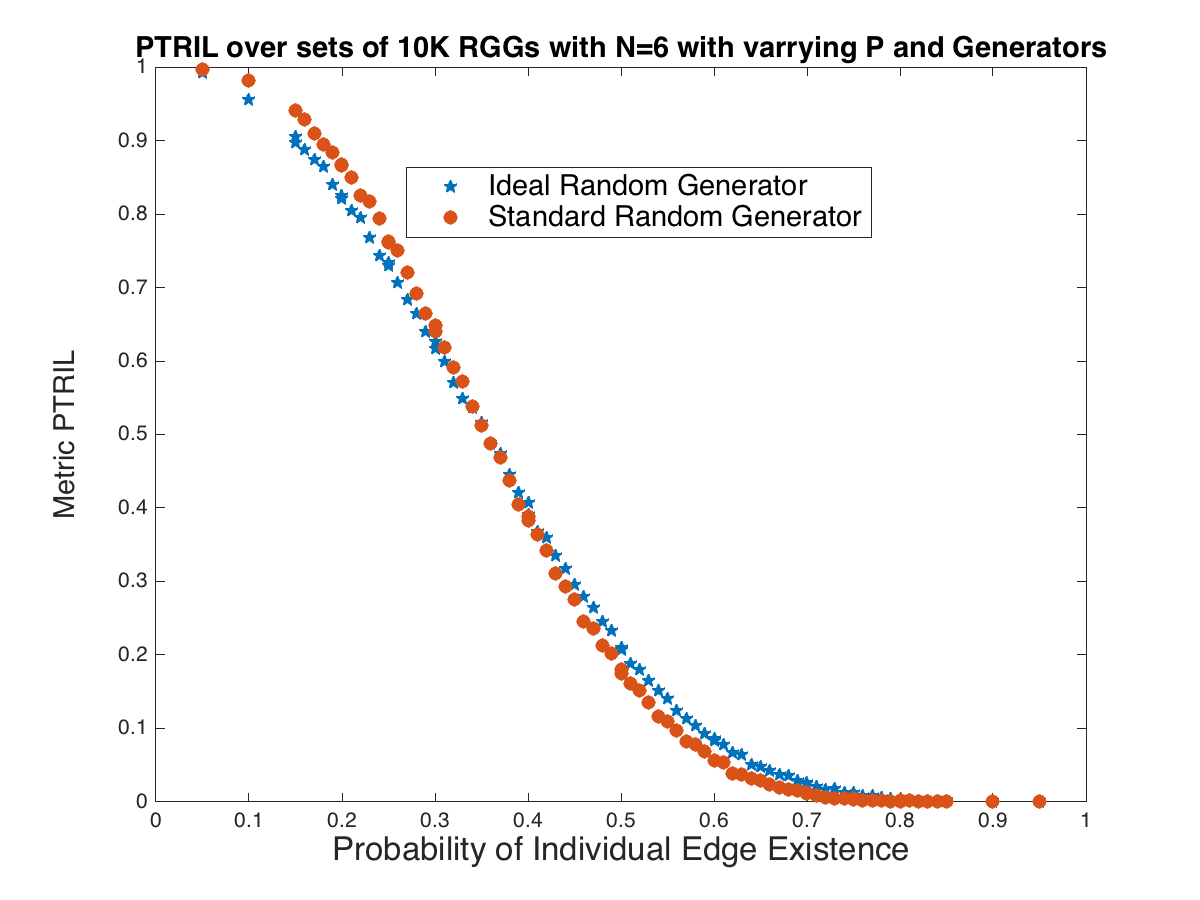 PTRIL over sets of 10K RGGs with N=6 with varrying P and Generators
1
0.9
0.8
0.7
0.6
0.5
0.4
0.3
0.2
0.1
0
Metric PTRIL
Ideal Random Generator
Standard Random Generator
0 0.1 0.2 0.3 0.4 0.5 0.6 0.7 0.8 0.9 1
Probability of Individual Edge Existence